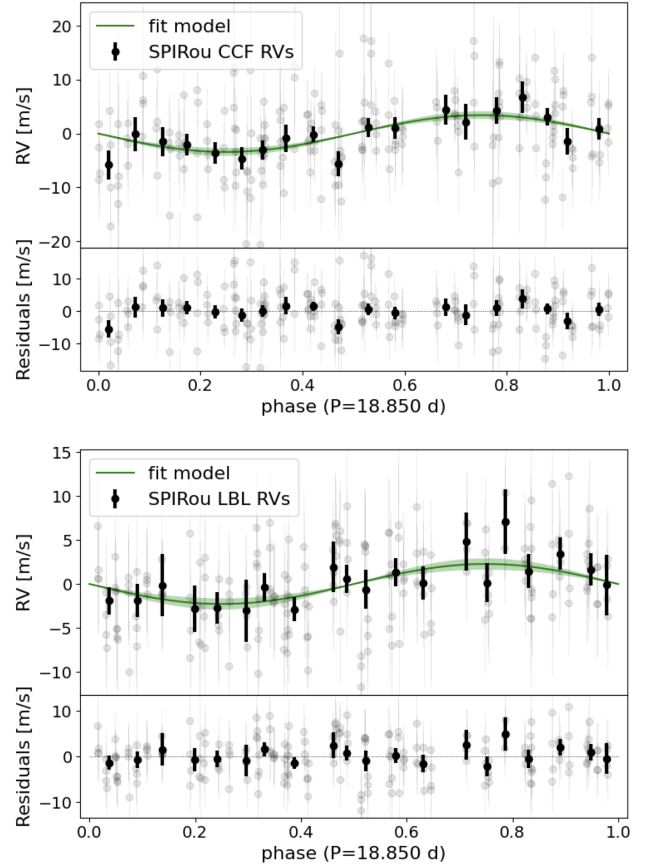 20
10
0
−10
−20
RV [m/s]
fit model
SPIRou CCF RVs
10
0
−10
Residuals [m/s]
0.0 0.2 0.4 0.6 0.8 1.0
phase (P=18.850 d)
15
10
5
0
−5
−10
RV [m/s]
fit model
SPIRou LBL RVs
10
0
−10
Residuals [m/s]
0.0 0.2 0.4 0.6 0.8 1.0
phase (P=18.850 d)